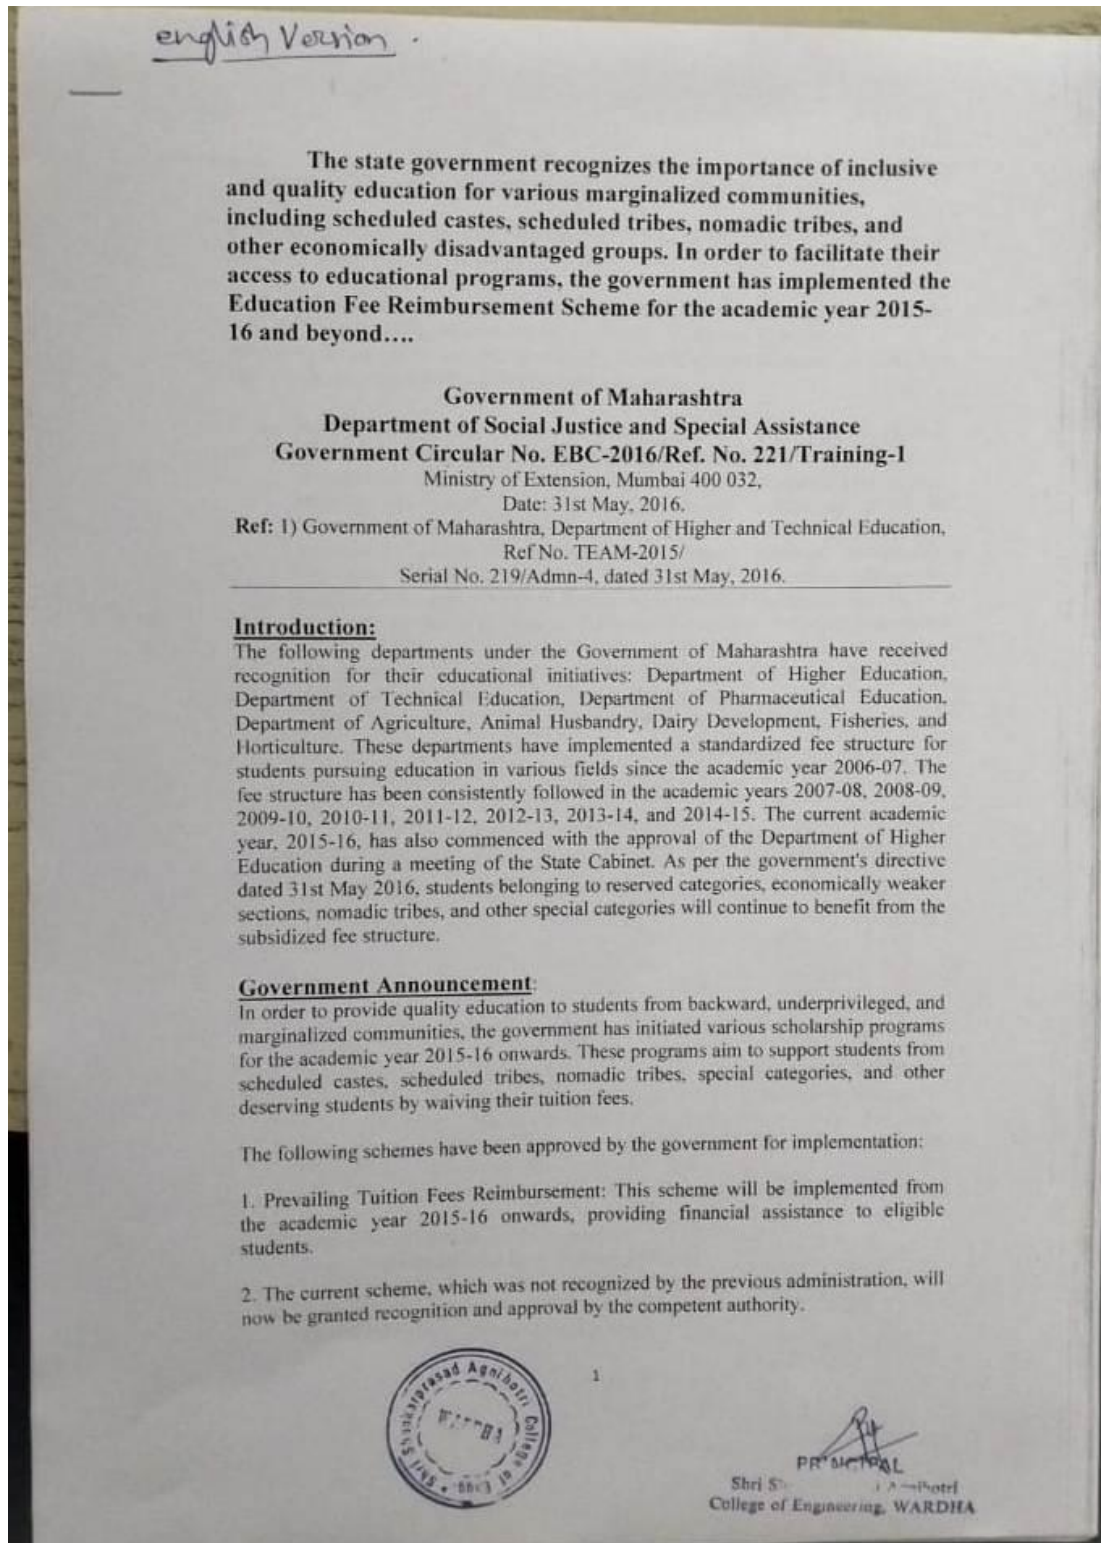 english Version .
The state government recognizes the importance of inclusive
and quality education for various marginalized communities,
including scheduled castes, scheduled tribes, nomadic tribes, and
other economically disadvantaged groups. In order to facilitate their
access to educational programs, the government has implemented the
Education Fee Reimbursement Scheme for the academic year 2015-
16 and beyond....
Government of Maharashtra
Department of Social Justice and Special Assistance
Government Circular No. EBC-2016/Ref. No. 221/Training-1
Ministry of Extension, Mumbai 400 032,
Date: 31st May, 2016.
Ref: 1) Government of Maharashtra, Department of Higher and Technical Education,
Ref No. TEAM-2015/
Serial No. 219/Admn-4, dated 31st May, 2016.
Introduction:
The following departments under the Government of Maharashtra have received
recognition for their educational initiatives: Department of Higher Education,
Department of Technical Education, Department of Pharmaceutical Education,
Department of Agriculture, Animal Husbandry, Dairy Development, Fisheries, and
Horticulture. These departments have implemented a standardized fee structure for
students pursuing education in various fields since the academic year 2006-07. The
fee structure has been consistently followed in the academic years 2007-08, 2008-09,
2009-10, 2010-11, 2011-12, 2012-13, 2013-14, and 2014-15. The current academic
year, 2015-16, has also commenced with the approval of the Department of Higher
Education during a meeting of the State Cabinet. As per the government's directive
dated 31st May 2016, students belonging to reserved categories, economically weaker
sections, nomadic tribes, and other special categories will continue to benefit from the
subsidized fee structure.
Government Announcement:
In order to provide quality education to students from backward, underprivileged, and
marginalized communities, the government has initiated various scholarship programs
for the academic year 2015-16 onwards. These programs aim to support students from
scheduled castes, scheduled tribes, nomadic tribes, special categories, and other
deserving students by waiving their tuition fees.
The following schemes have been approved by the government for implementation:
1. Prevailing Tuition Fees Reimbursement: This scheme will be implemented from
the academic year 2015-16 onwards, providing financial assistance to eligible
students.
2. The current scheme, which was not recognized by the previous administration, will
now be granted recognition and approval by the competent authority.
1
Shri Shankarprasad Agnihotri College of Engg.
WARDHA
PRINCIPAL
Shri
College of Engineering, WARDHA